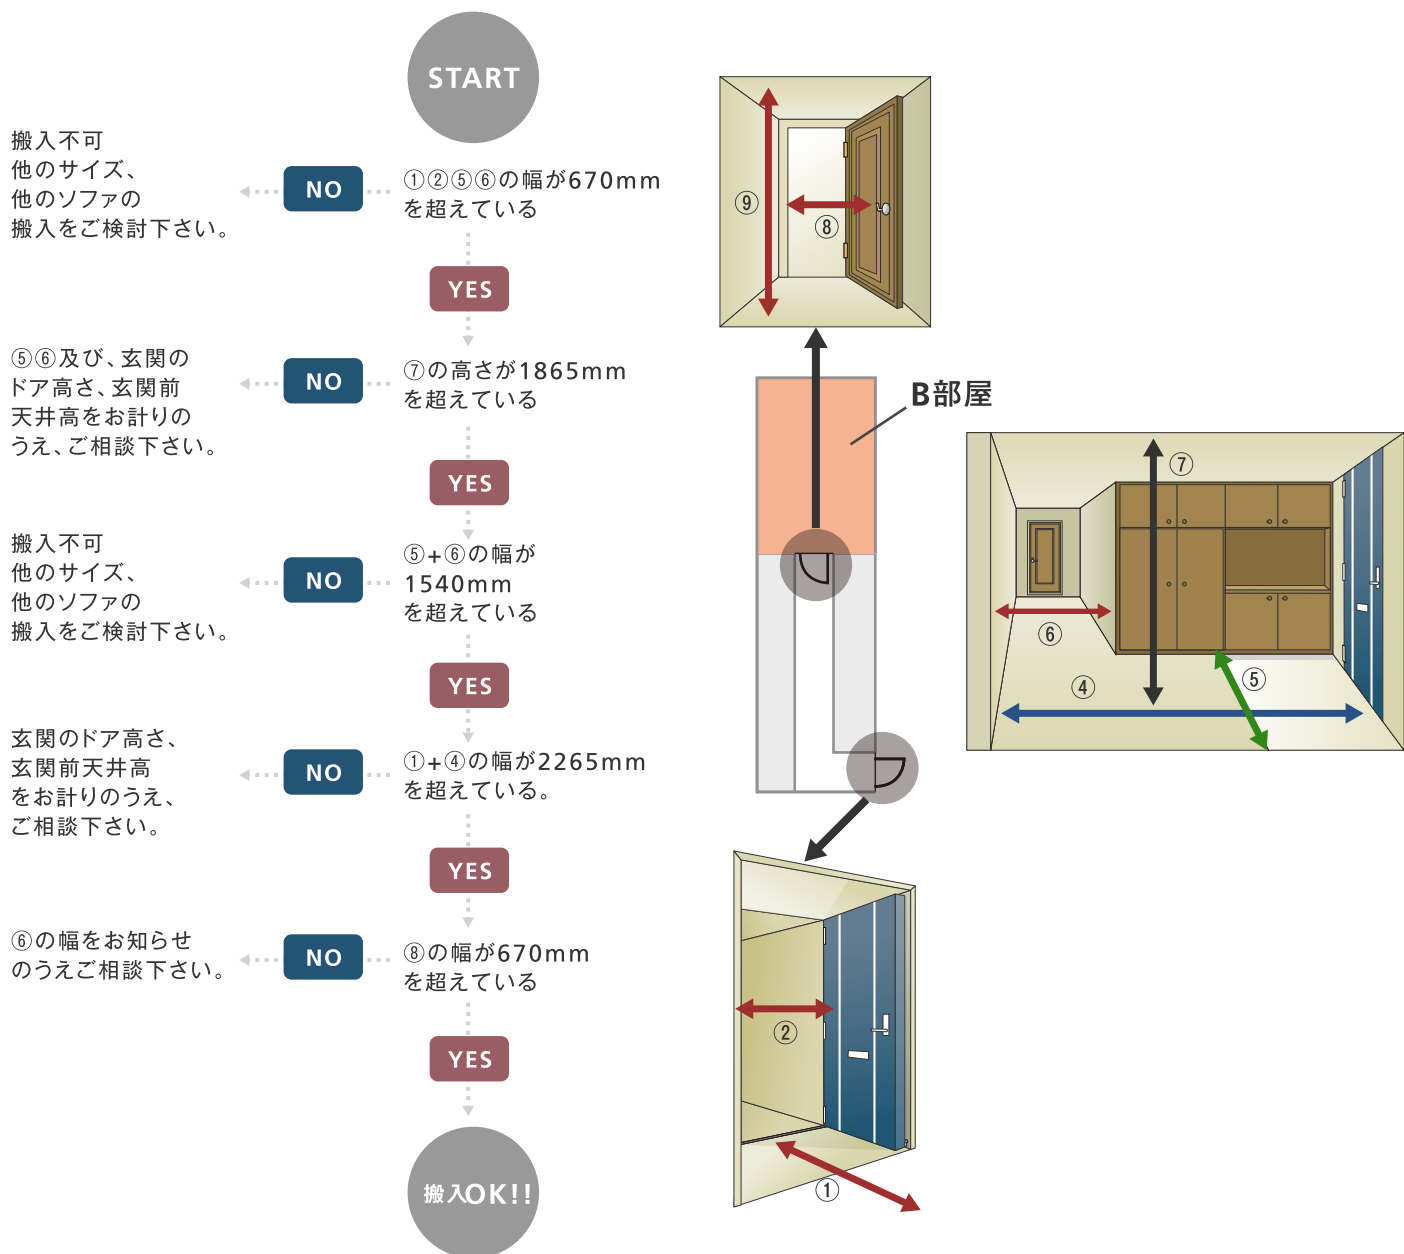 START
①②⑤⑥の幅が670mm
を超えている
NO
搬入不可
他のサイズ、
他のソファの
搬入をご検討下さい。
YES
⑦の高さが1865mm
を超えている
NO
⑤⑥及び、玄関の
ドア高さ、玄関前
天井高をお計りの
うえ、ご相談下さい。
YES
⑤+⑥の幅が
1540mm
を超えている
NO
搬入不可
他のサイズ、
他のソファの
搬入をご検討下さい。
YES
①+④の幅が2265mm
を超えている。
NO
玄関のドア高さ、
玄関前天井高
をお計りのうえ、
ご相談下さい。
YES
⑧の幅が670mm
を超えている
NO
⑥の幅をお知らせ
のうえご相談下さい。
YES
搬入OK!!
⑨
⑧
B部屋
⑦
⑥
⑤
④
②
①